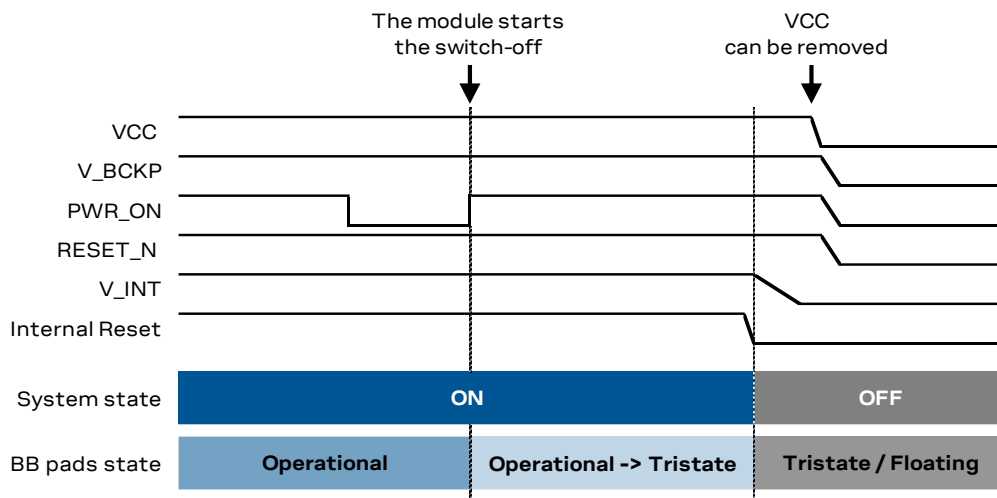 The module starts
the switch-off
VCC
can be removed
VCC
V_BCKP
PWR_ON
RESET_N
V_INT
Internal Reset
System state
ON
OFF
BB pads state
Operational
Operational -> Tristate
Tristate / Floating